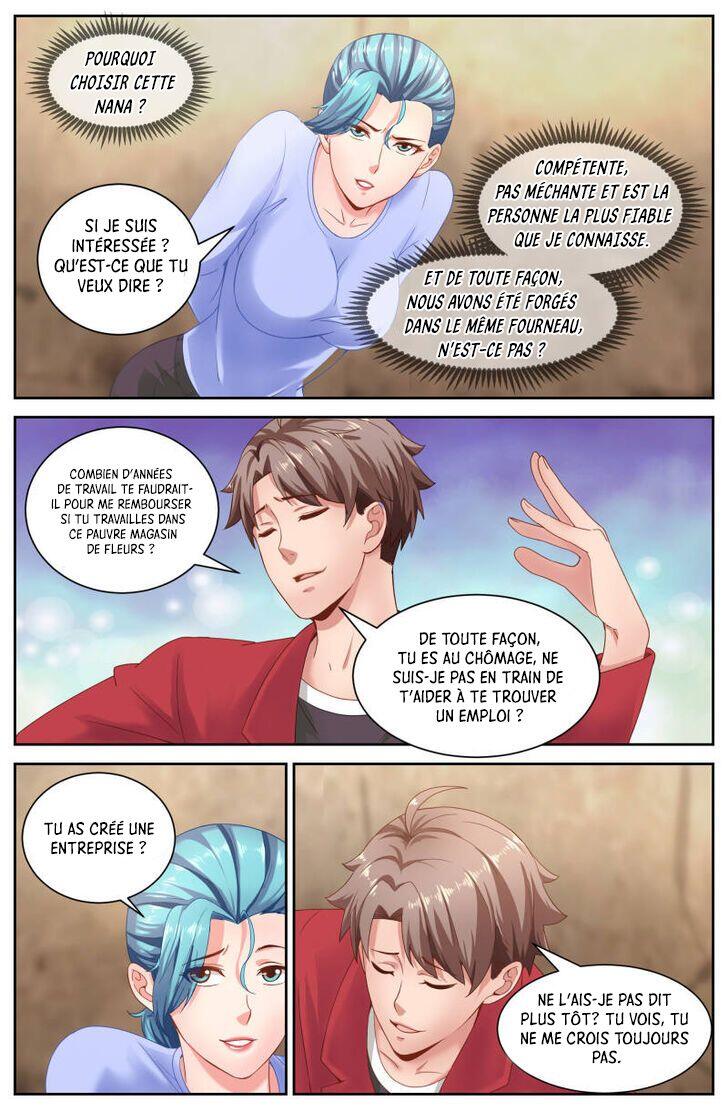 POURQUOI
CHOISIR CETTE
NANA ?
COMPÉTENTE,
PAS MÉCHANTE ET EST LA
PERSONNE LA PLUS FIABLE
QUE JE CONNAISSE.
SI JE SUIS
INTÉRESSÉE ?
QU'EST-CE QUE TU
VEUX DIRE ?
ET DE TOUTE FAÇON,
NOUS AVONS ÉTÉ FORGÉS
DANS LE MÊME FOURNEAU,
N'EST-CE PAS ?
COMBIEN D'ANNÉES
DE TRAVAIL TE FAUDRAIT-
IL POUR ME REMBOURSER
SI TU TRAVAILLES DANS
CE PAUVRE MAGASIN
DE FLEURS ?
DE TOUTE FAÇON,
TU ES AU CHÔMAGE, NE
SUIS-JE PAS EN TRAIN DE
T'AIDER À TE TROUVER
UN EMPLOI ?
TU AS CRÉÉ UNE
ENTREPRISE ?
NE L'AIS-JE PAS DIT
PLUS TÔT? TU VOIS, TU
NE ME CROIS TOUJOURS
PAS.